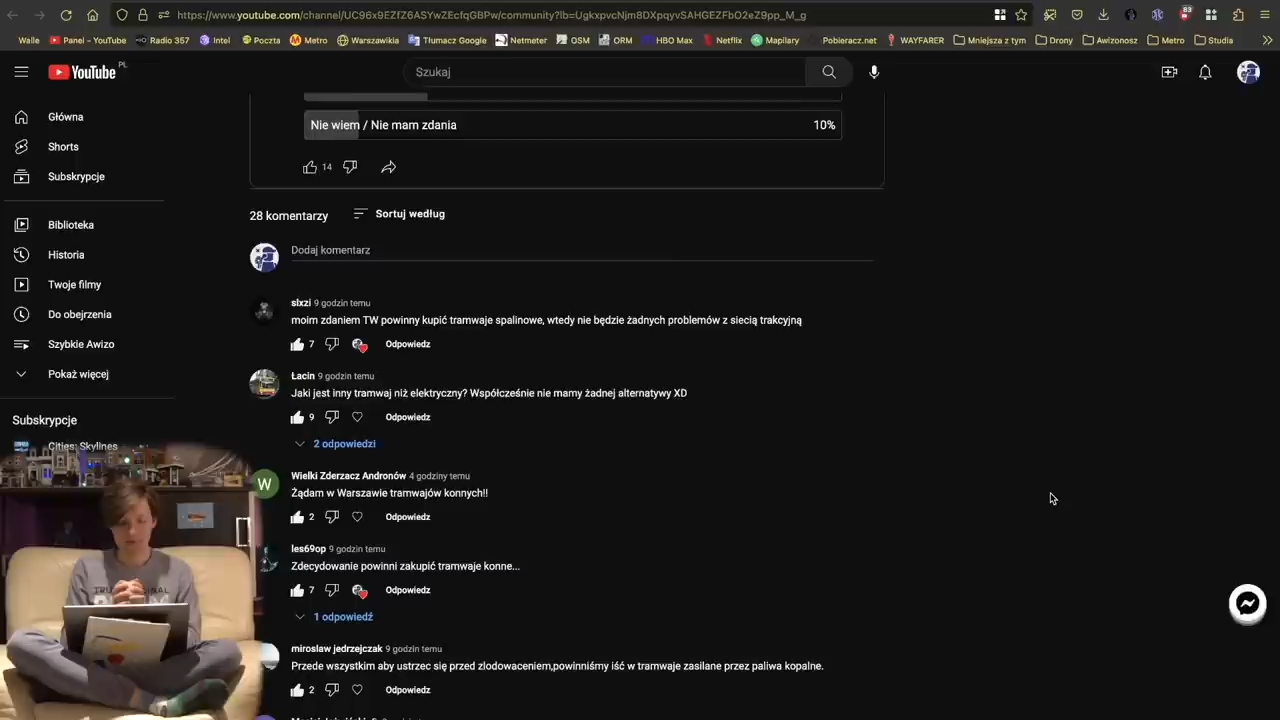 https://www.youtube.com/channel/UC96x9EZfZ6ASYwZEcfqGBPw/community?lb=UgkxpvcNjm8DXpqyvSAHGEZFbO2eZ9pp_M_g
83
Walle Panel - YouTube Radio 357 Intel Poczta Metro Warszawikia Tłumacz Google Netmeter OSM ORM HBO Max Netflix Mapilary Pobieracz.net WAYFARER Mniejsza z tym Drony Awizonosz Metro Studia
YouTube PL
Szukaj
Główna
Shorts
Subskrypcje
Biblioteka
Historia
Twoje filmy
Do obejrzenia
Szybkie Awizo
Pokaż więcej
Subskrypcje
Cities: Skylines
Nie wiem / Nie mam zdania 10%
14
28 komentarzy Sortuj według
Dodaj komentarz
slxzi 9 godzin temu
moim zdaniem TW powinny kupić tramwaje spalinowe, wtedy nie będzie żadnych problemów z siecią trakcyjną
7 Odpowiedz
Łacin 9 godzin temu
Jaki jest inny tramwaj niż elektryczny? Współcześnie nie mamy żadnej alternatywy XD
9 Odpowiedz
2 odpowiedzi
W
Wielki Zderzacz Andronów 4 godziny temu
Żądam w Warszawie tramwajów konnych!!
2 Odpowiedz
les69op 9 godzin temu
Zdecydowanie powinni zakupić tramwaje konne...
7 Odpowiedz
1 odpowiedź
miroslaw jedrzejczak 9 godzin temu
Przede wszystkim aby ustrzec się przed zlodowaceniem,powinniśmy iść w tramwaje zasilane przez paliwa kopalne.
2 Odpowiedz